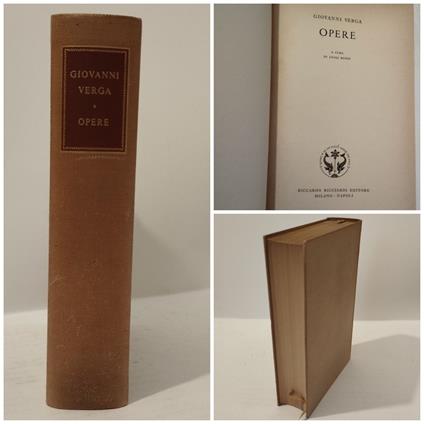 GIOVANNI
VERGA
OPERE
GIOVANNI VERGA
OPERE
A CURA
DI LUIGI RUSSO
RICCARDO RICCIARDI EDITORE
MILANO · NAPOLI